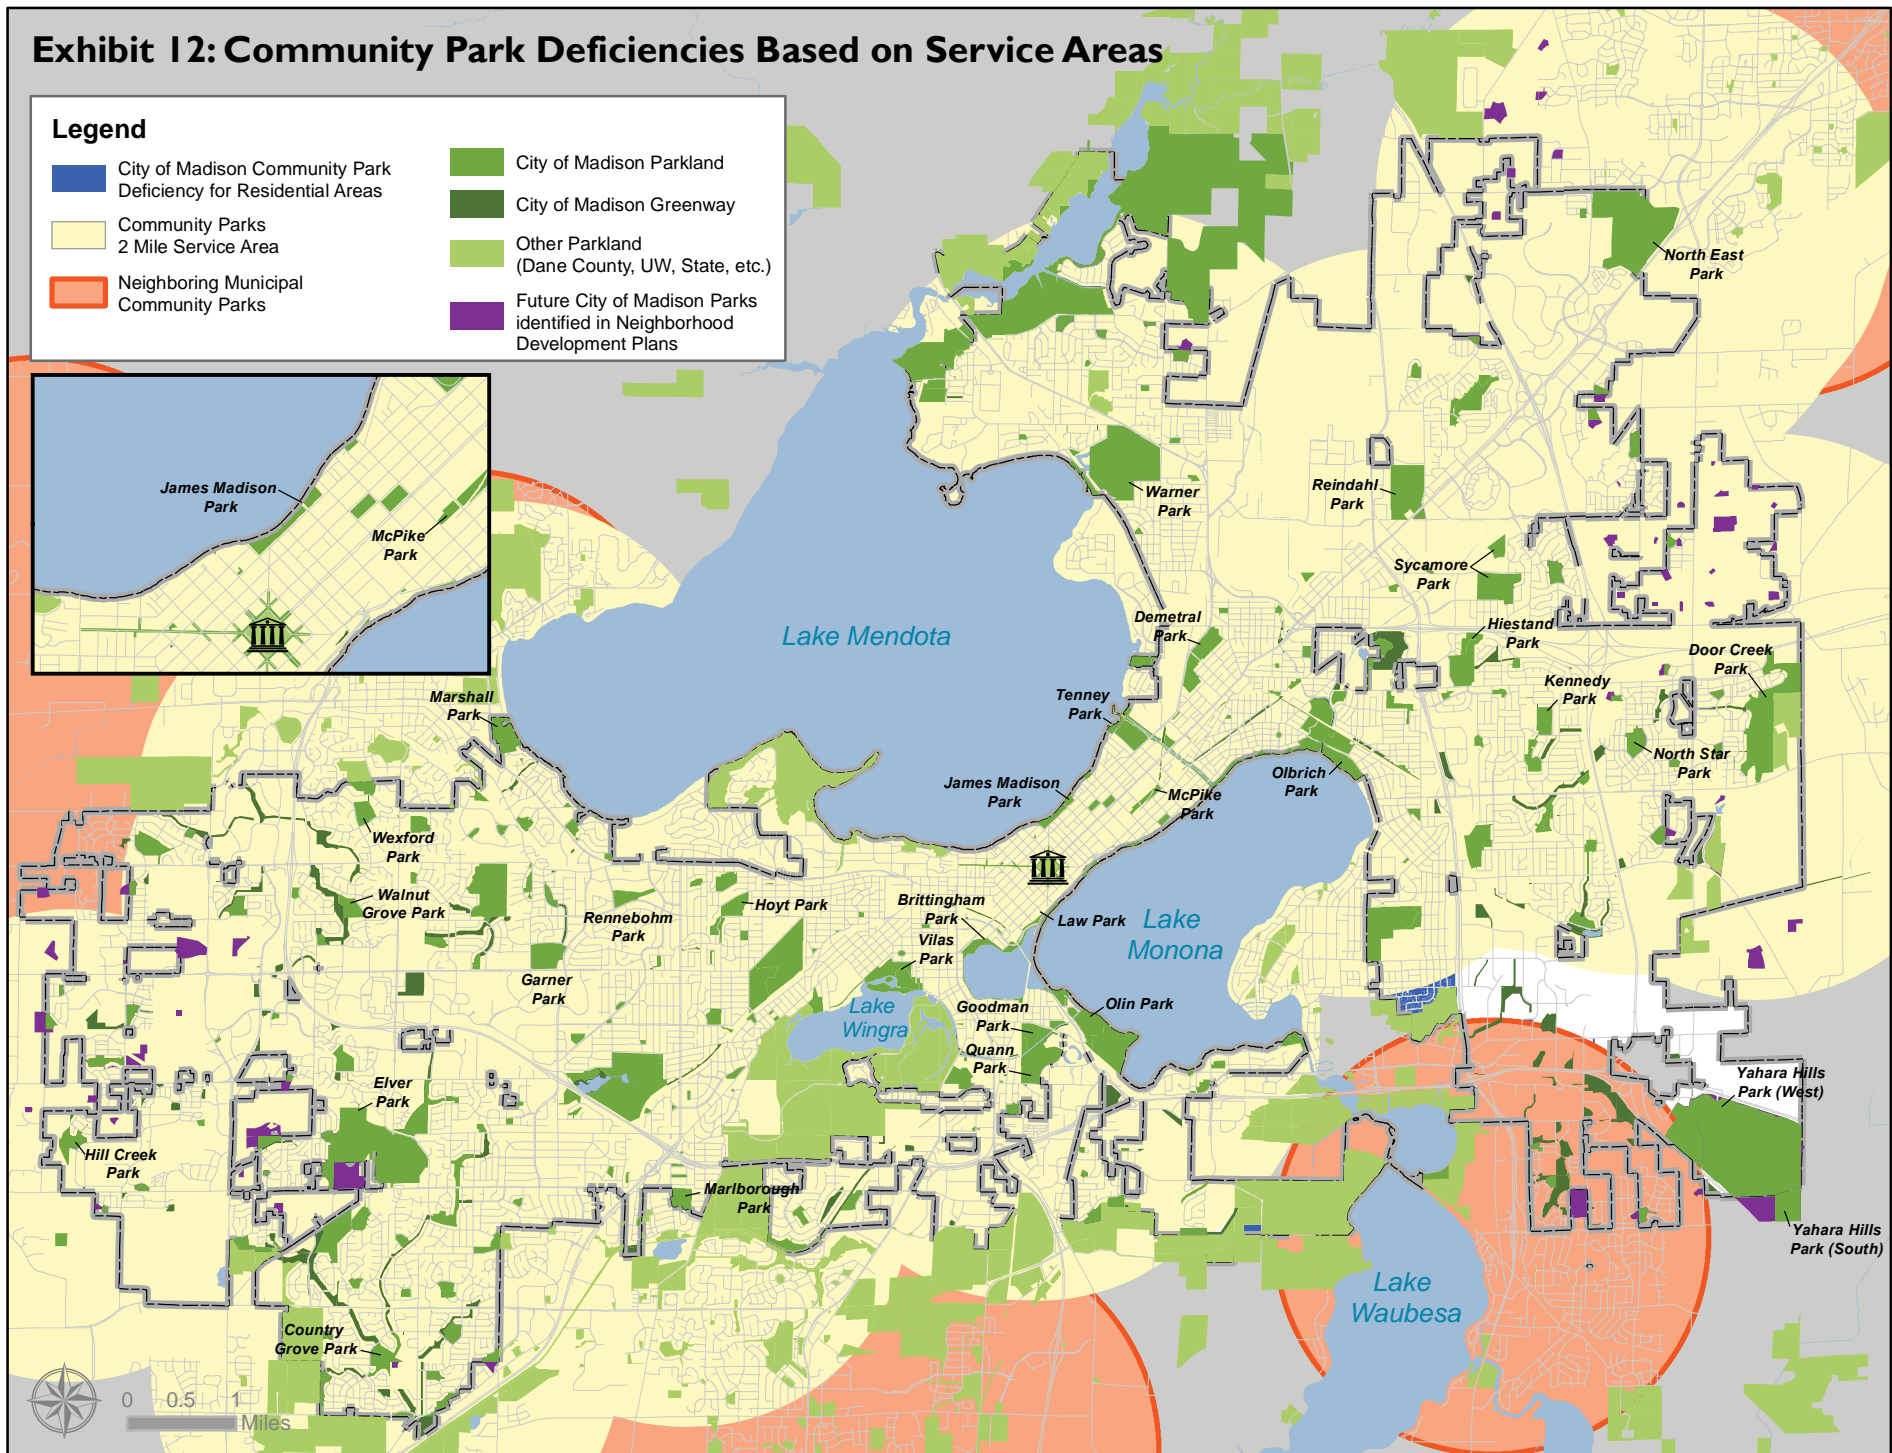 Exhibit 12: Community Park Deficiencies Based on Service Areas
Legend
City of Madison Community Park
Deficiency for Residential Areas
Community Parks
2 Mile Service Area
Neighboring Municipal
Community Parks
City of Madison Parkland
City of Madison Greenway
Other Parkland
(Dane County, UW, State, etc.)
Future City of Madison Parks
identified in Neighborhood
Development Plans
James Madison
Park
McPike
Park
North East
Park
Warner
Park
Reindahl
Park
Sycamore
Park
Lake Mendota
Demetral
Park
Hiestand
Park
Door Creek
Park
Kennedy
Park
Marshall
Park
Tenney
Park
North Star
Park
Olbrich
Park
James Madison
Park
McPike
Park
Wexford
Park
Walnut
Grove Park
Rennebohm
Park
Hoyt Park
Brittingham
Park
Law Park
Lake
Monona
Vilas
Park
Garner
Park
Lake
Wingra
Goodman
Park
Olin Park
Quann
Park
Elver
Park
Yahara Hills
Park (West)
Hill Creek
Park
Marlborough
Park
Yahara Hills
Park (South)
Lake
Waubesa
Country
Grove Park
0 0.5 1
Miles